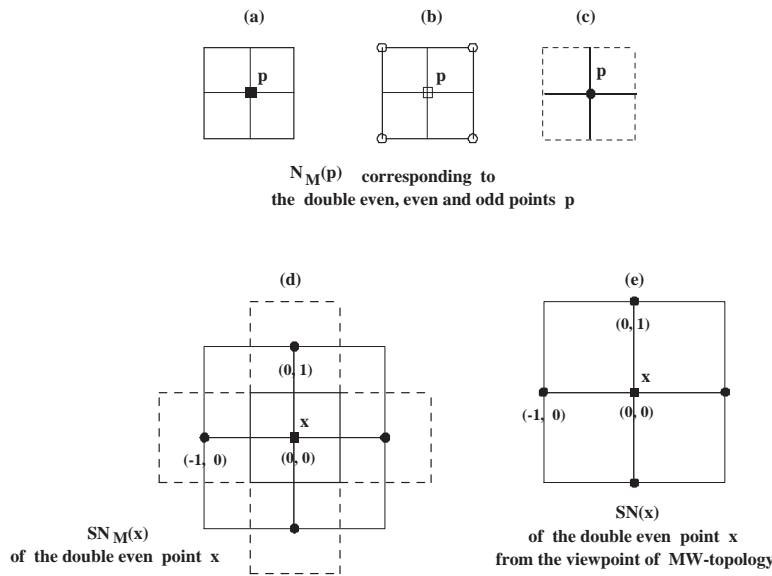 (a) (b) (c)
p p p
N_M(p) corresponding to
the double even, even and odd points p
(d) (e)
(0, 1) (0, 1)
x x
(-1, 0) (0, 0) (-1, 0) (0, 0)
SN_M(x)
of the double even point x
SN(x)
of the double even point x
from the viewpoint of MW-topology